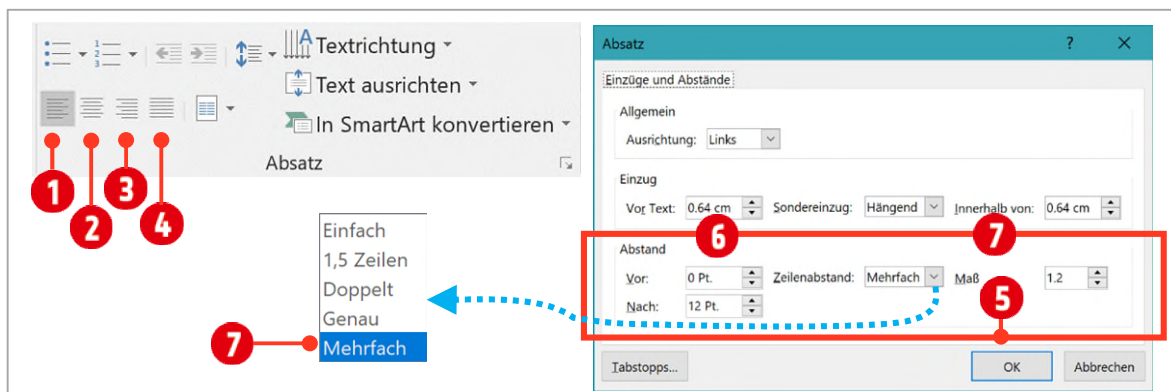 1
2
3
Textrichtung
Text ausrichten
In SmartArt konvertieren
Absatz
1
2
3
4
Einfach
1,5 Zeilen
Doppelt
Genau
Mehrfach
7
Absatz ? ×
Einzüge und Abstände
Allgemein
Ausrichtung: Links
Einzug
Vor Text: 0.64 cm Sondereinzug: Hängend Innerhalb von: 0.64 cm
6 7
Abstand
Vor: 0 Pt. Zeilenabstand: Mehrfach Maß 1.2
Nach: 12 Pt.
5
Tabstopps... OK Abbrechen